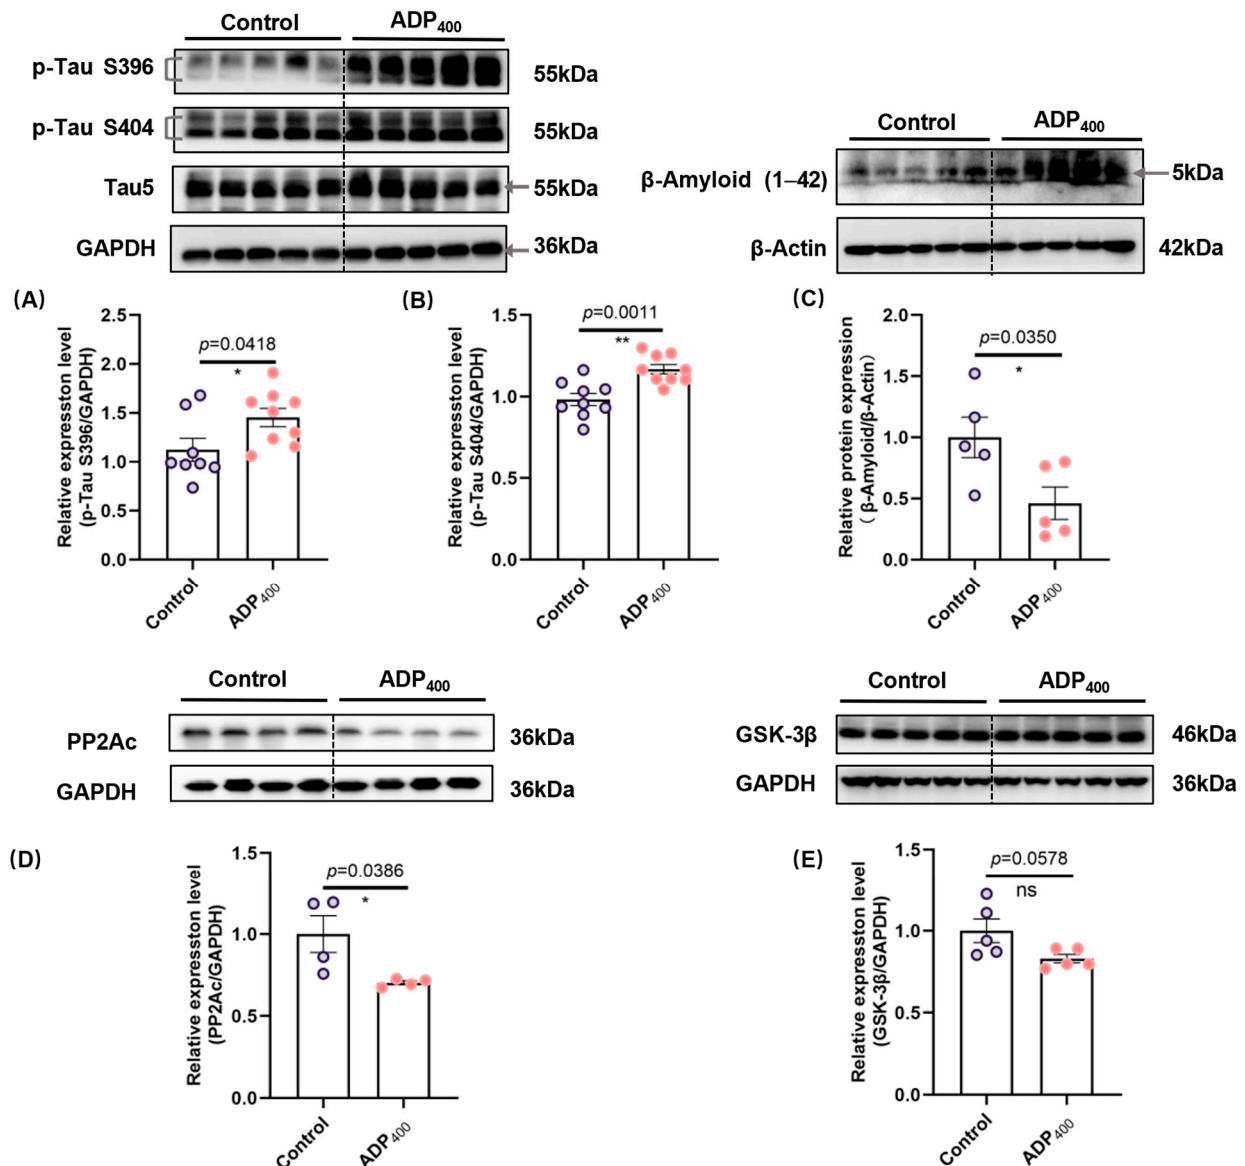 Control ADP400
p-Tau S396 55kDa
p-Tau S404 55kDa
Tau5 55kDa
GAPDH 36kDa
Control ADP400
β-Amyloid (1–42) 5kDa
β-Actin 42kDa
(A)
Relative expresston level
(p-Tau S396/GAPDH)
2.5
2.0
1.5
1.0
0.5
0.0
p=0.0418
*
Control
ADP400
(B)
Relative expresston level
(p-Tau S404/GAPDH)
1.5
1.0
0.5
0.0
p=0.0011
**
Control
ADP400
(C)
Relative protein expression
( β-Amyloid/β-Actin)
2.0
1.5
1.0
0.5
0.0
p=0.0350
*
Control
ADP400
Control ADP400
PP2Ac 36kDa
GAPDH 36kDa
Control ADP400
GSK-3β 46kDa
GAPDH 36kDa
(D)
Relative expresston level
(PP2Ac/GAPDH)
1.5
1.0
0.5
0.0
p=0.0386
*
Control
ADP400
(E)
Relative expresston level
(GSK-3β/GAPDH)
1.5
1.0
0.5
0.0
p=0.0578
ns
Control
ADP400